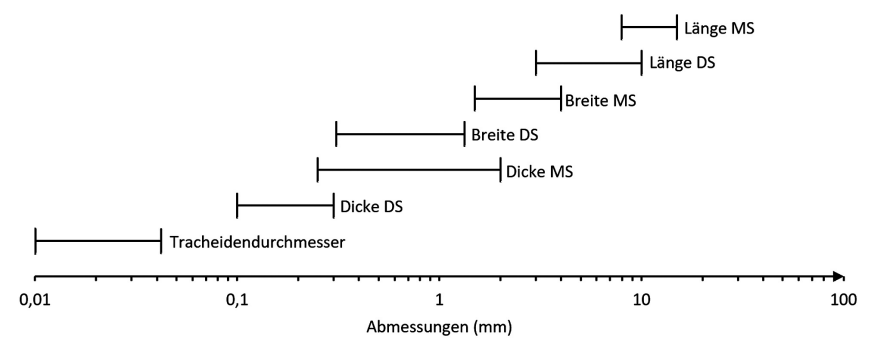 Länge MS
Länge DS
Breite MS
Breite DS
Dicke MS
Dicke DS
Tracheidendurchmesser
0,01 0,1 1 10 100
Abmessungen (mm)